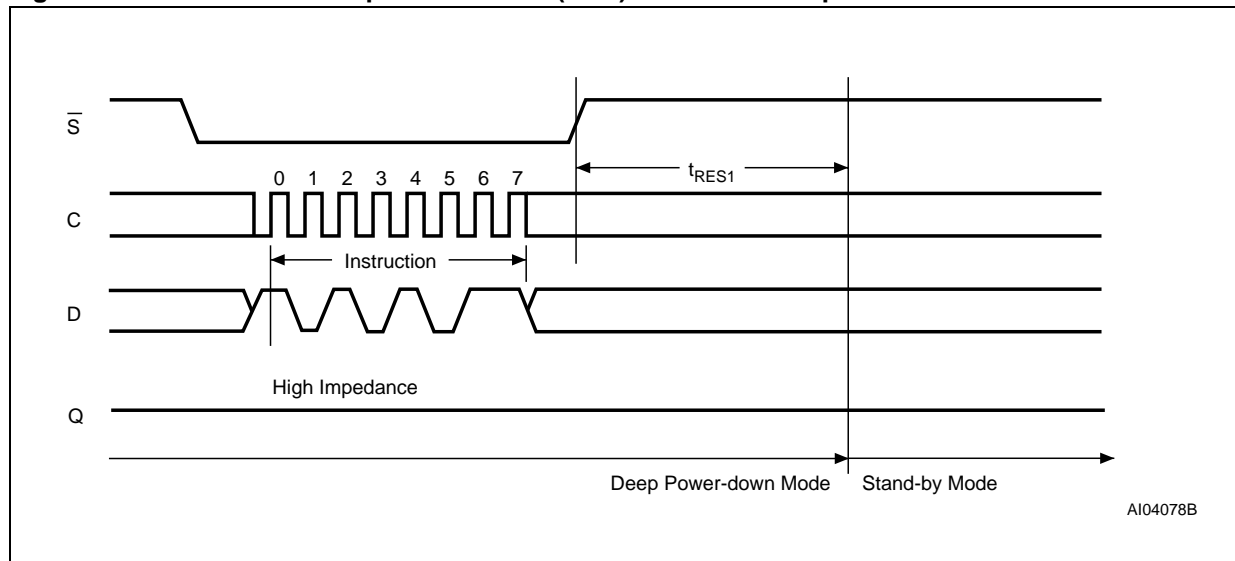 S
0 1 2 3 4 5 6 7
tRES1
C
Instruction
D
High Impedance
Q
Deep Power-down Mode Stand-by Mode
AI04078B